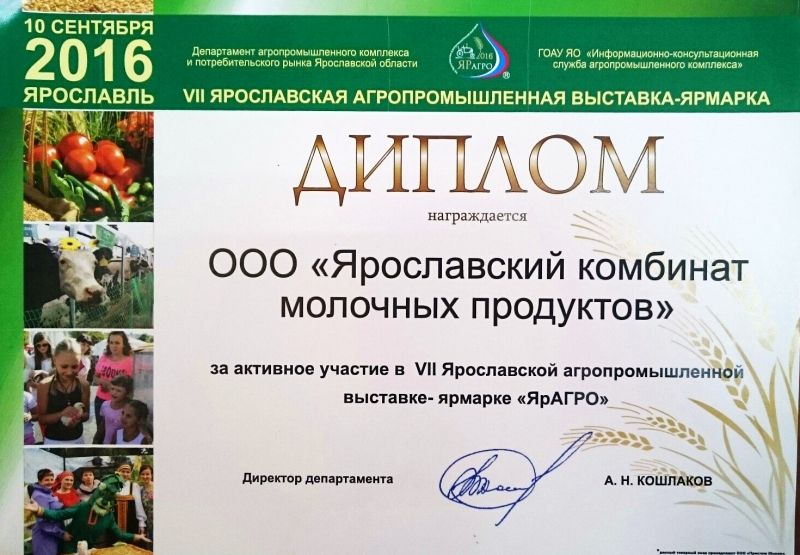 10 СЕНТЯБРЯ
2016
ЯРОСЛАВЛЬ
Департамент агропромышленного комплекса
и потребительского рынка Ярославской области
2016
ЯРАГРО
®
ГОАУ ЯО «Информационно-консультационная
служба агропромышленного комплекса»
VII ЯРОСЛАВСКАЯ АГРОПРОМЫШЛЕННАЯ ВЫСТАВКА-ЯРМАРКА
ДИПЛОМ
награждается
ООО «Ярославский комбинат
молочных продуктов»
за активное участие в VII Ярославской агропромышленной
выставке- ярмарке «ЯрАГРО»
Директор департамента
А. Н. КОШЛАКОВ